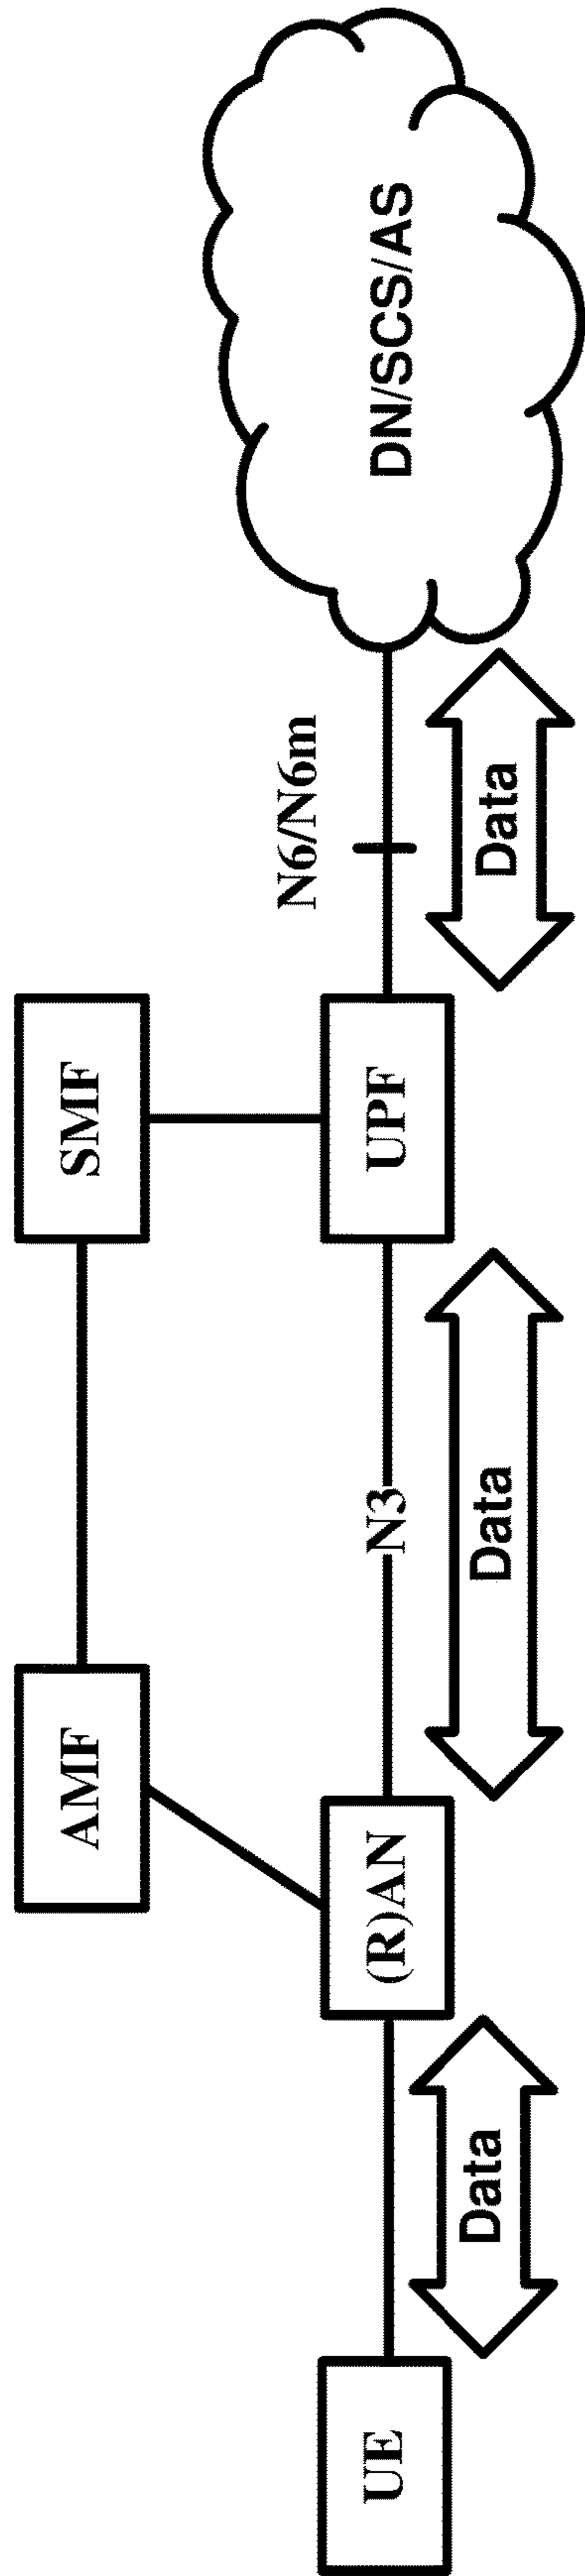 AMF
SMF
N6/N6m
UE
(R)AN
N3
UPF
DN/SCS/AS
Data
Data
Data